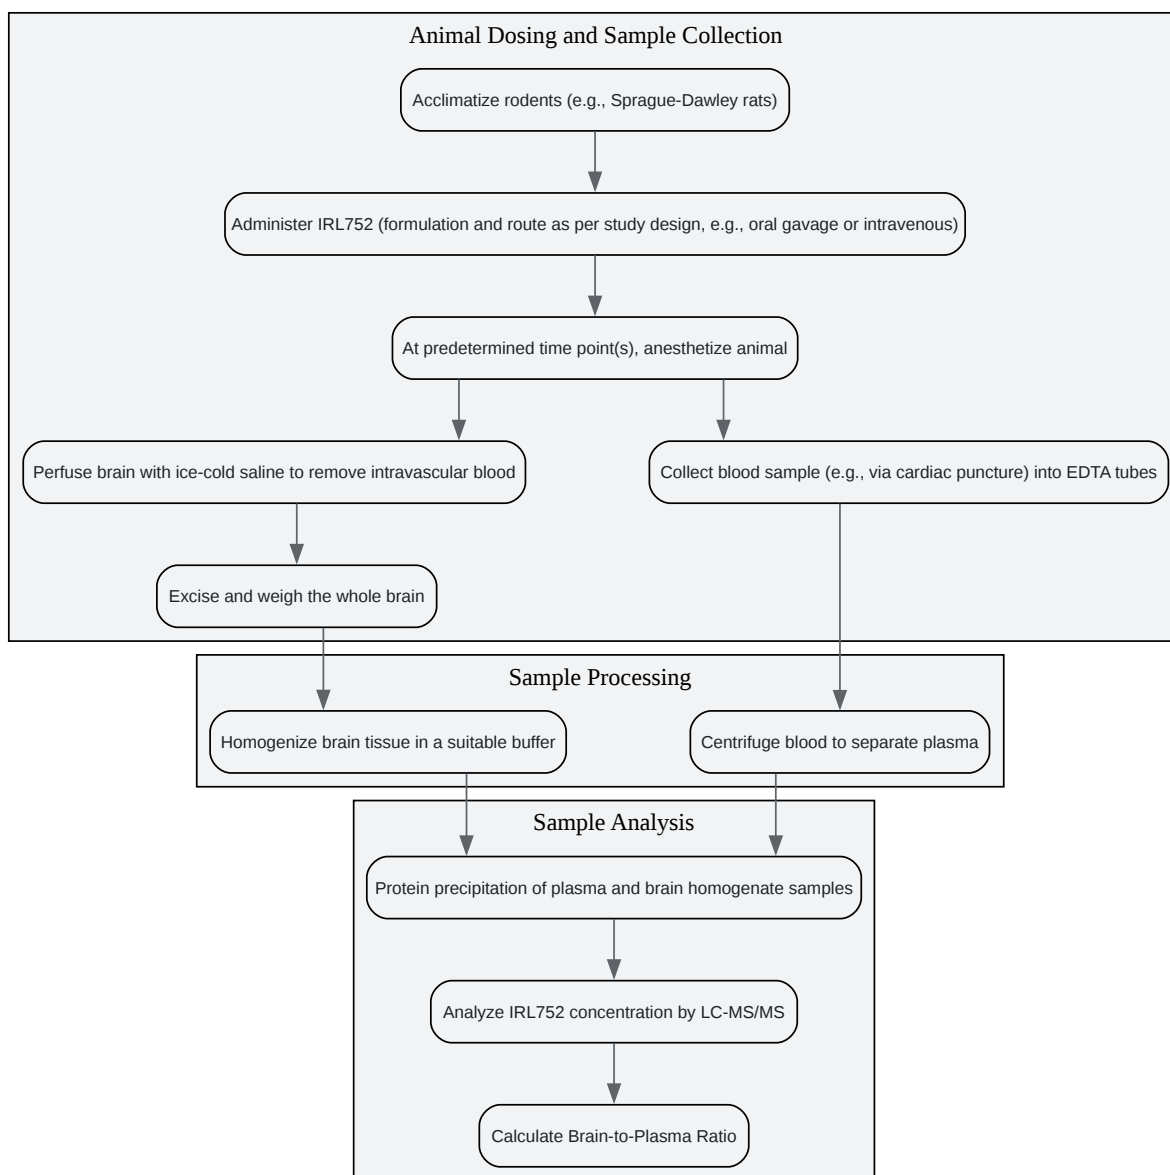 Animal Dosing and Sample Collection
Acclimatize rodents (e.g., Sprague-Dawley rats)
Administer IRL752 (formulation and route as per study design, e.g., oral gavage or intravenous)
At predetermined time point(s), anesthetize animal
Perfuse brain with ice-cold saline to remove intravascular blood
Collect blood sample (e.g., via cardiac puncture) into EDTA tubes
Excise and weigh the whole brain
Sample Processing
Homogenize brain tissue in a suitable buffer
Centrifuge blood to separate plasma
Sample Analysis
Protein precipitation of plasma and brain homogenate samples
Analyze IRL752 concentration by LC-MS/MS
Calculate Brain-to-Plasma Ratio